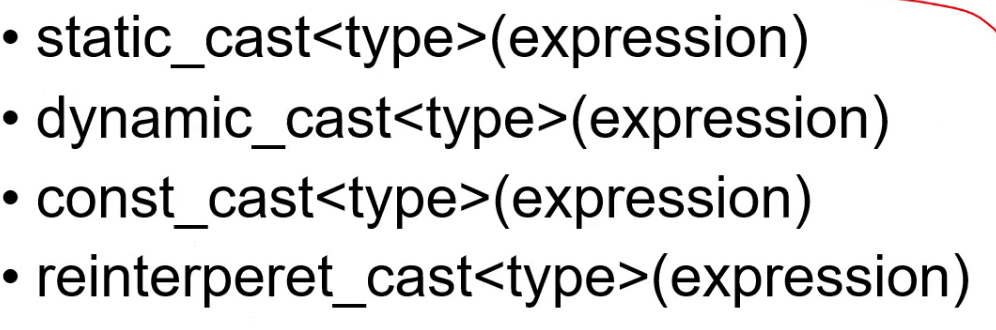 • static_cast<type>(expression)
• dynamic_cast<type>(expression)
• const_cast<type>(expression)
• reinterperet_cast<type>(expression)